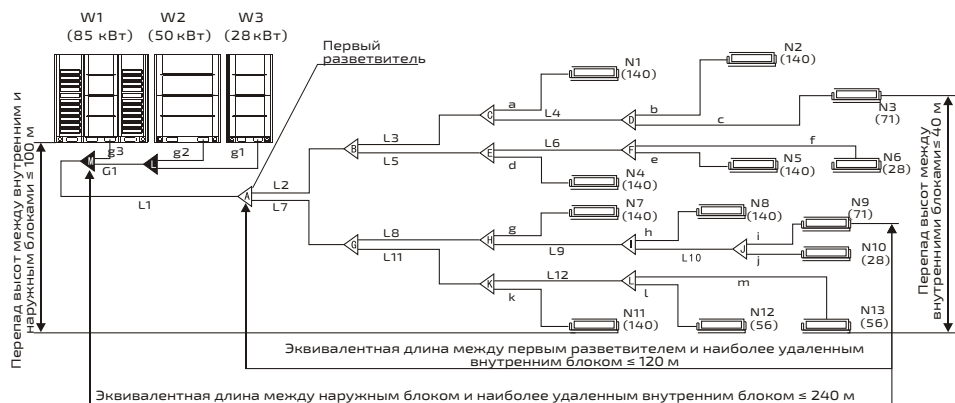 W1
(85 кВт)
W2
(50 кВт)
W3
(28кВт)
Первый
разветвитель
N1
(140)
N2
(140)
N3
(71)
N4
(140)
N5
(140)
N6
(28)
N7
(140)
N8
(140)
N9
(71)
N10
(28)
N11
(140)
N12
(56)
N13
(56)
g3
g2
g1
G1
M
L
L1
A
L2
L7
B
L3
L5
C
a
L4
D
b
c
E
d
L6
F
f
e
G
L8
L11
H
g
L9
I
h
L10
J
i
j
K
L12
k
L
m
l
Перепад высот между внутренним и
наружным блоками ≤ 100 м
Перепад высот между
внутренними блоками ≤ 40 м
Эквивалентная длина между первым разветвителем и наиболее удаленным
внутренним блоком ≤ 120 м
Эквивалентная длина между наружным блоком и наиболее удаленным внутренним блоком ≤ 240 м